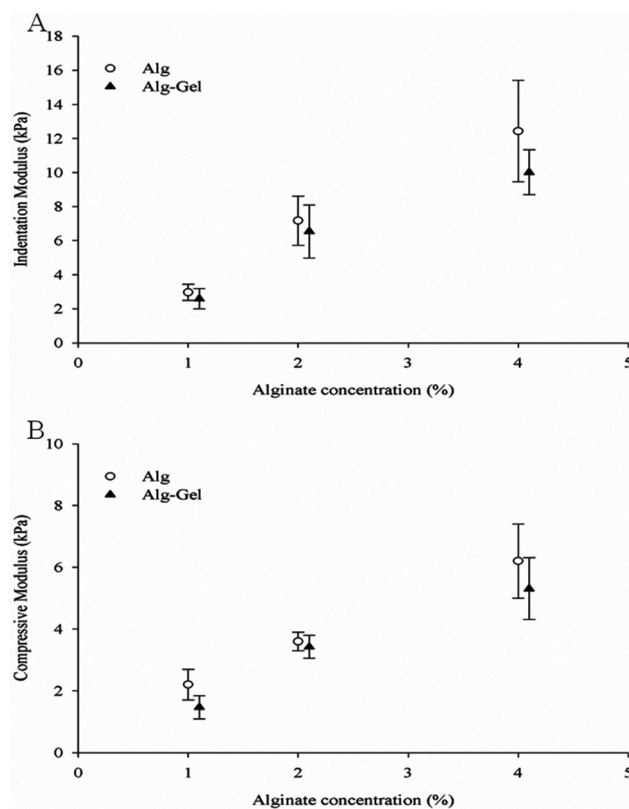 A
18
16
14
12
10
8
6
4
2
0
Indentation Modulus (kPa)
Alg
Alg-Gel
0 1 2 3 4 5
Alginate concentration (%)
B
10
8
6
4
2
0
Compressive Modulus (kPa)
Alg
Alg-Gel
0 1 2 3 4 5
Alginate concentration (%)